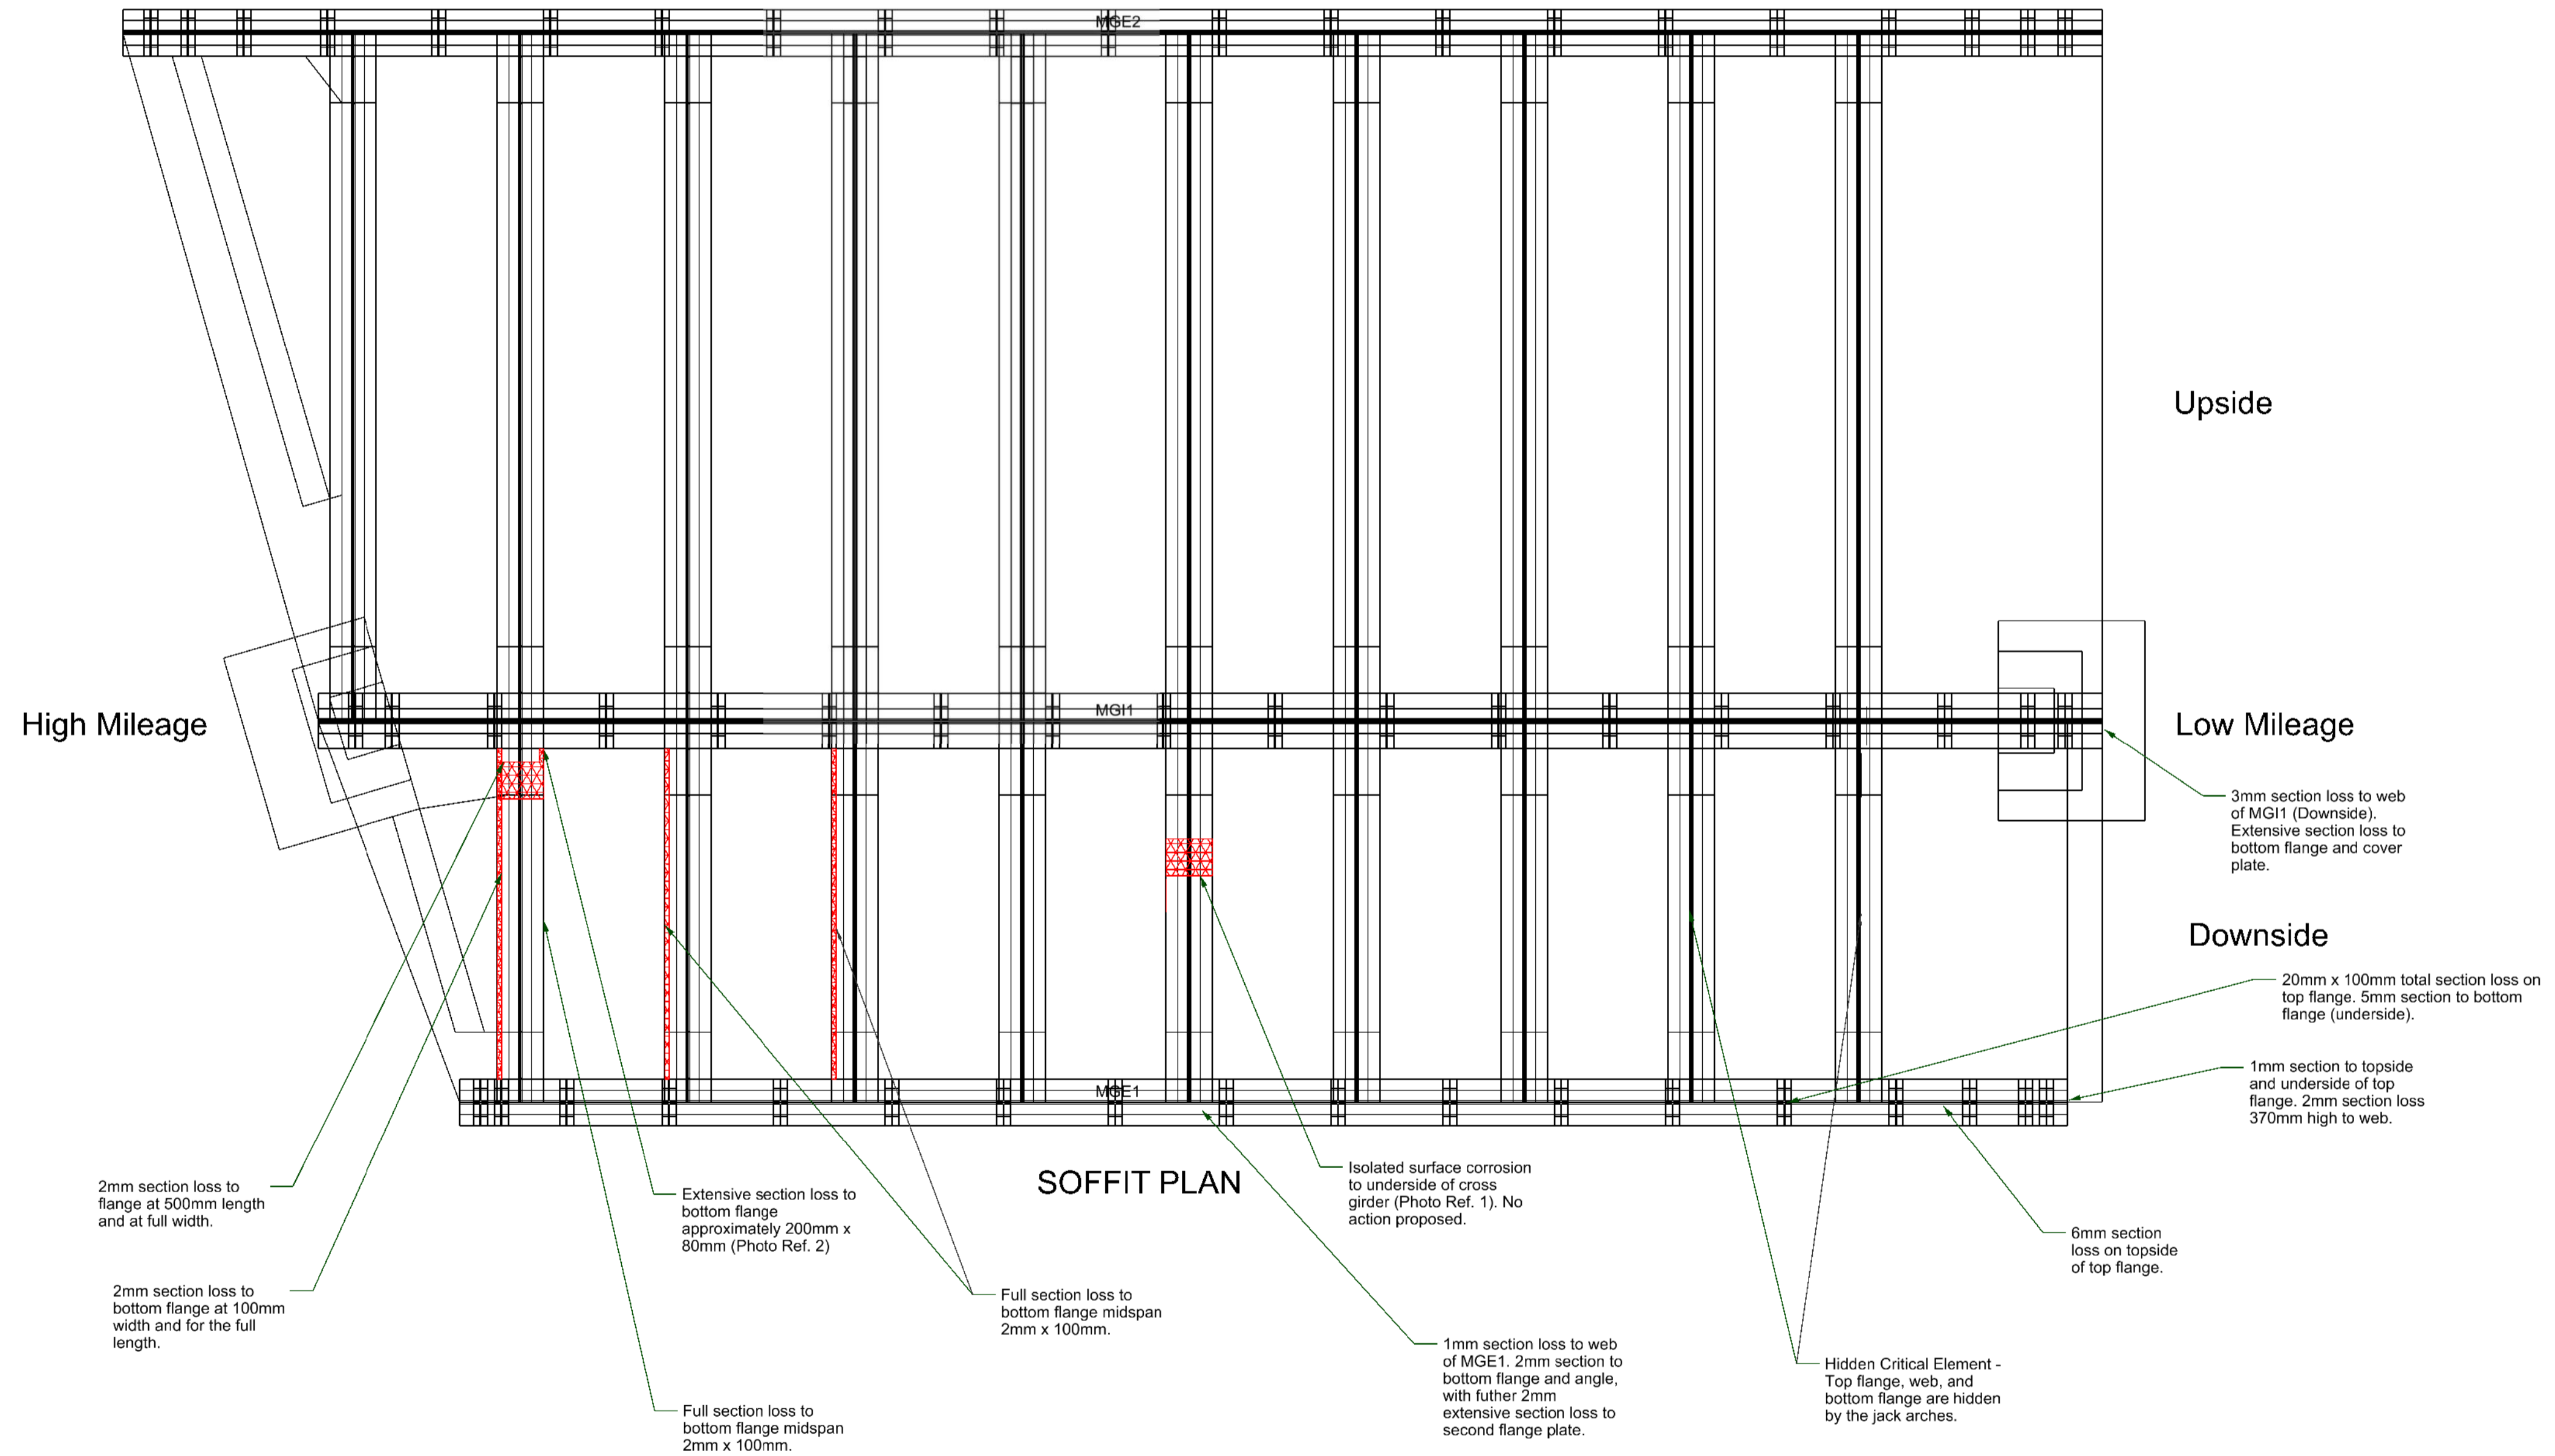 MGE2
Upside
MGI1
High Mileage
Low Mileage
3mm section loss to web
of MGI1 (Downside).
Extensive section loss to
bottom flange and cover
plate.
Downside
20mm x 100mm total section loss on
top flange. 5mm section to bottom
flange (underside).
1mm section to topside
and underside of top
flange. 2mm section loss
370mm high to web.
MGE1
SOFFIT PLAN
2mm section loss to
flange at 500mm length
and at full width.
Extensive section loss to
bottom flange
approximately 200mm x
80mm (Photo Ref. 2)
Isolated surface corrosion
to underside of cross
girder (Photo Ref. 1). No
action proposed.
6mm section
loss on topside
of top flange.
2mm section loss to
bottom flange at 100mm
width and for the full
length.
Full section loss to
bottom flange midspan
2mm x 100mm.
1mm section loss to web
of MGE1. 2mm section to
bottom flange and angle,
with futher 2mm
extensive section loss to
second flange plate.
Hidden Critical Element -
Top flange, web, and
bottom flange are hidden
by the jack arches.
Full section loss to
bottom flange midspan
2mm x 100mm.